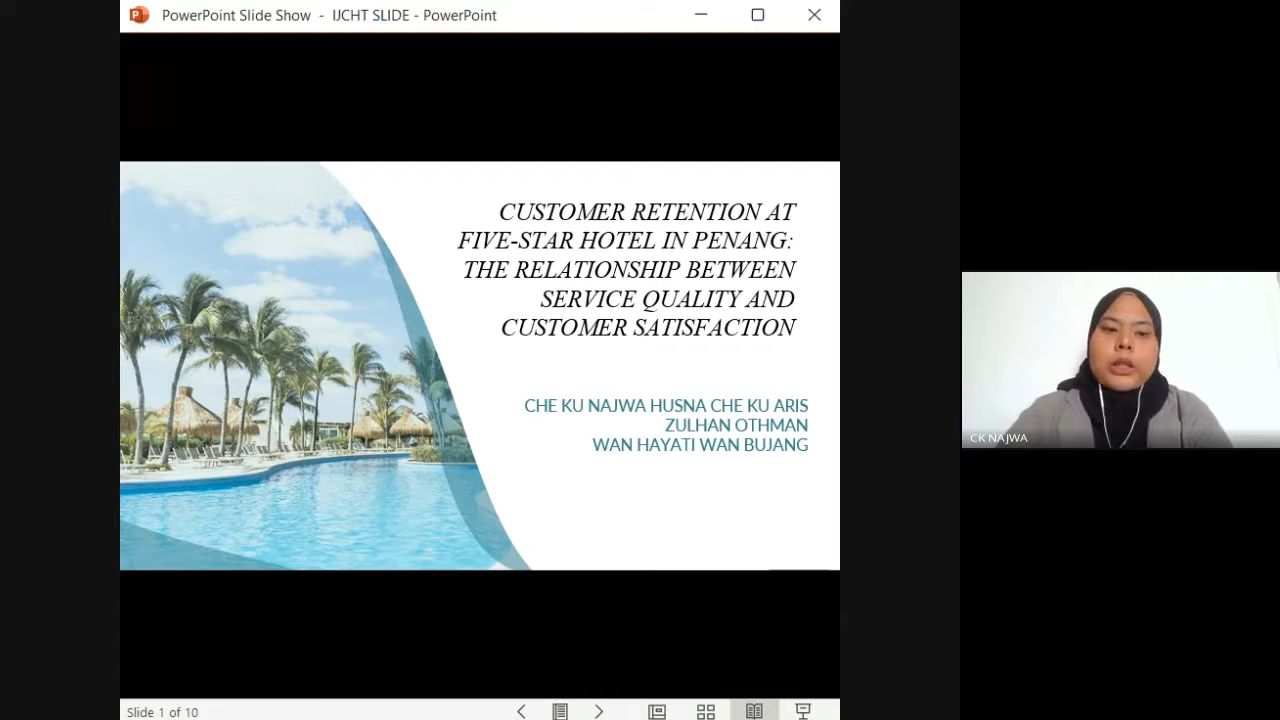 PowerPoint Slide Show - IJCHT SLIDE - PowerPoint
CUSTOMER RETENTION AT
FIVE-STAR HOTEL IN PENANG:
THE RELATIONSHIP BETWEEN
SERVICE QUALITY AND
CUSTOMER SATISFACTION
CHE KU NAJWA HUSNA CHE KU ARIS
ZULHAN OTHMAN
WAN HAYATI WAN BUJANG
CK NAJWA
Slide 1 of 10